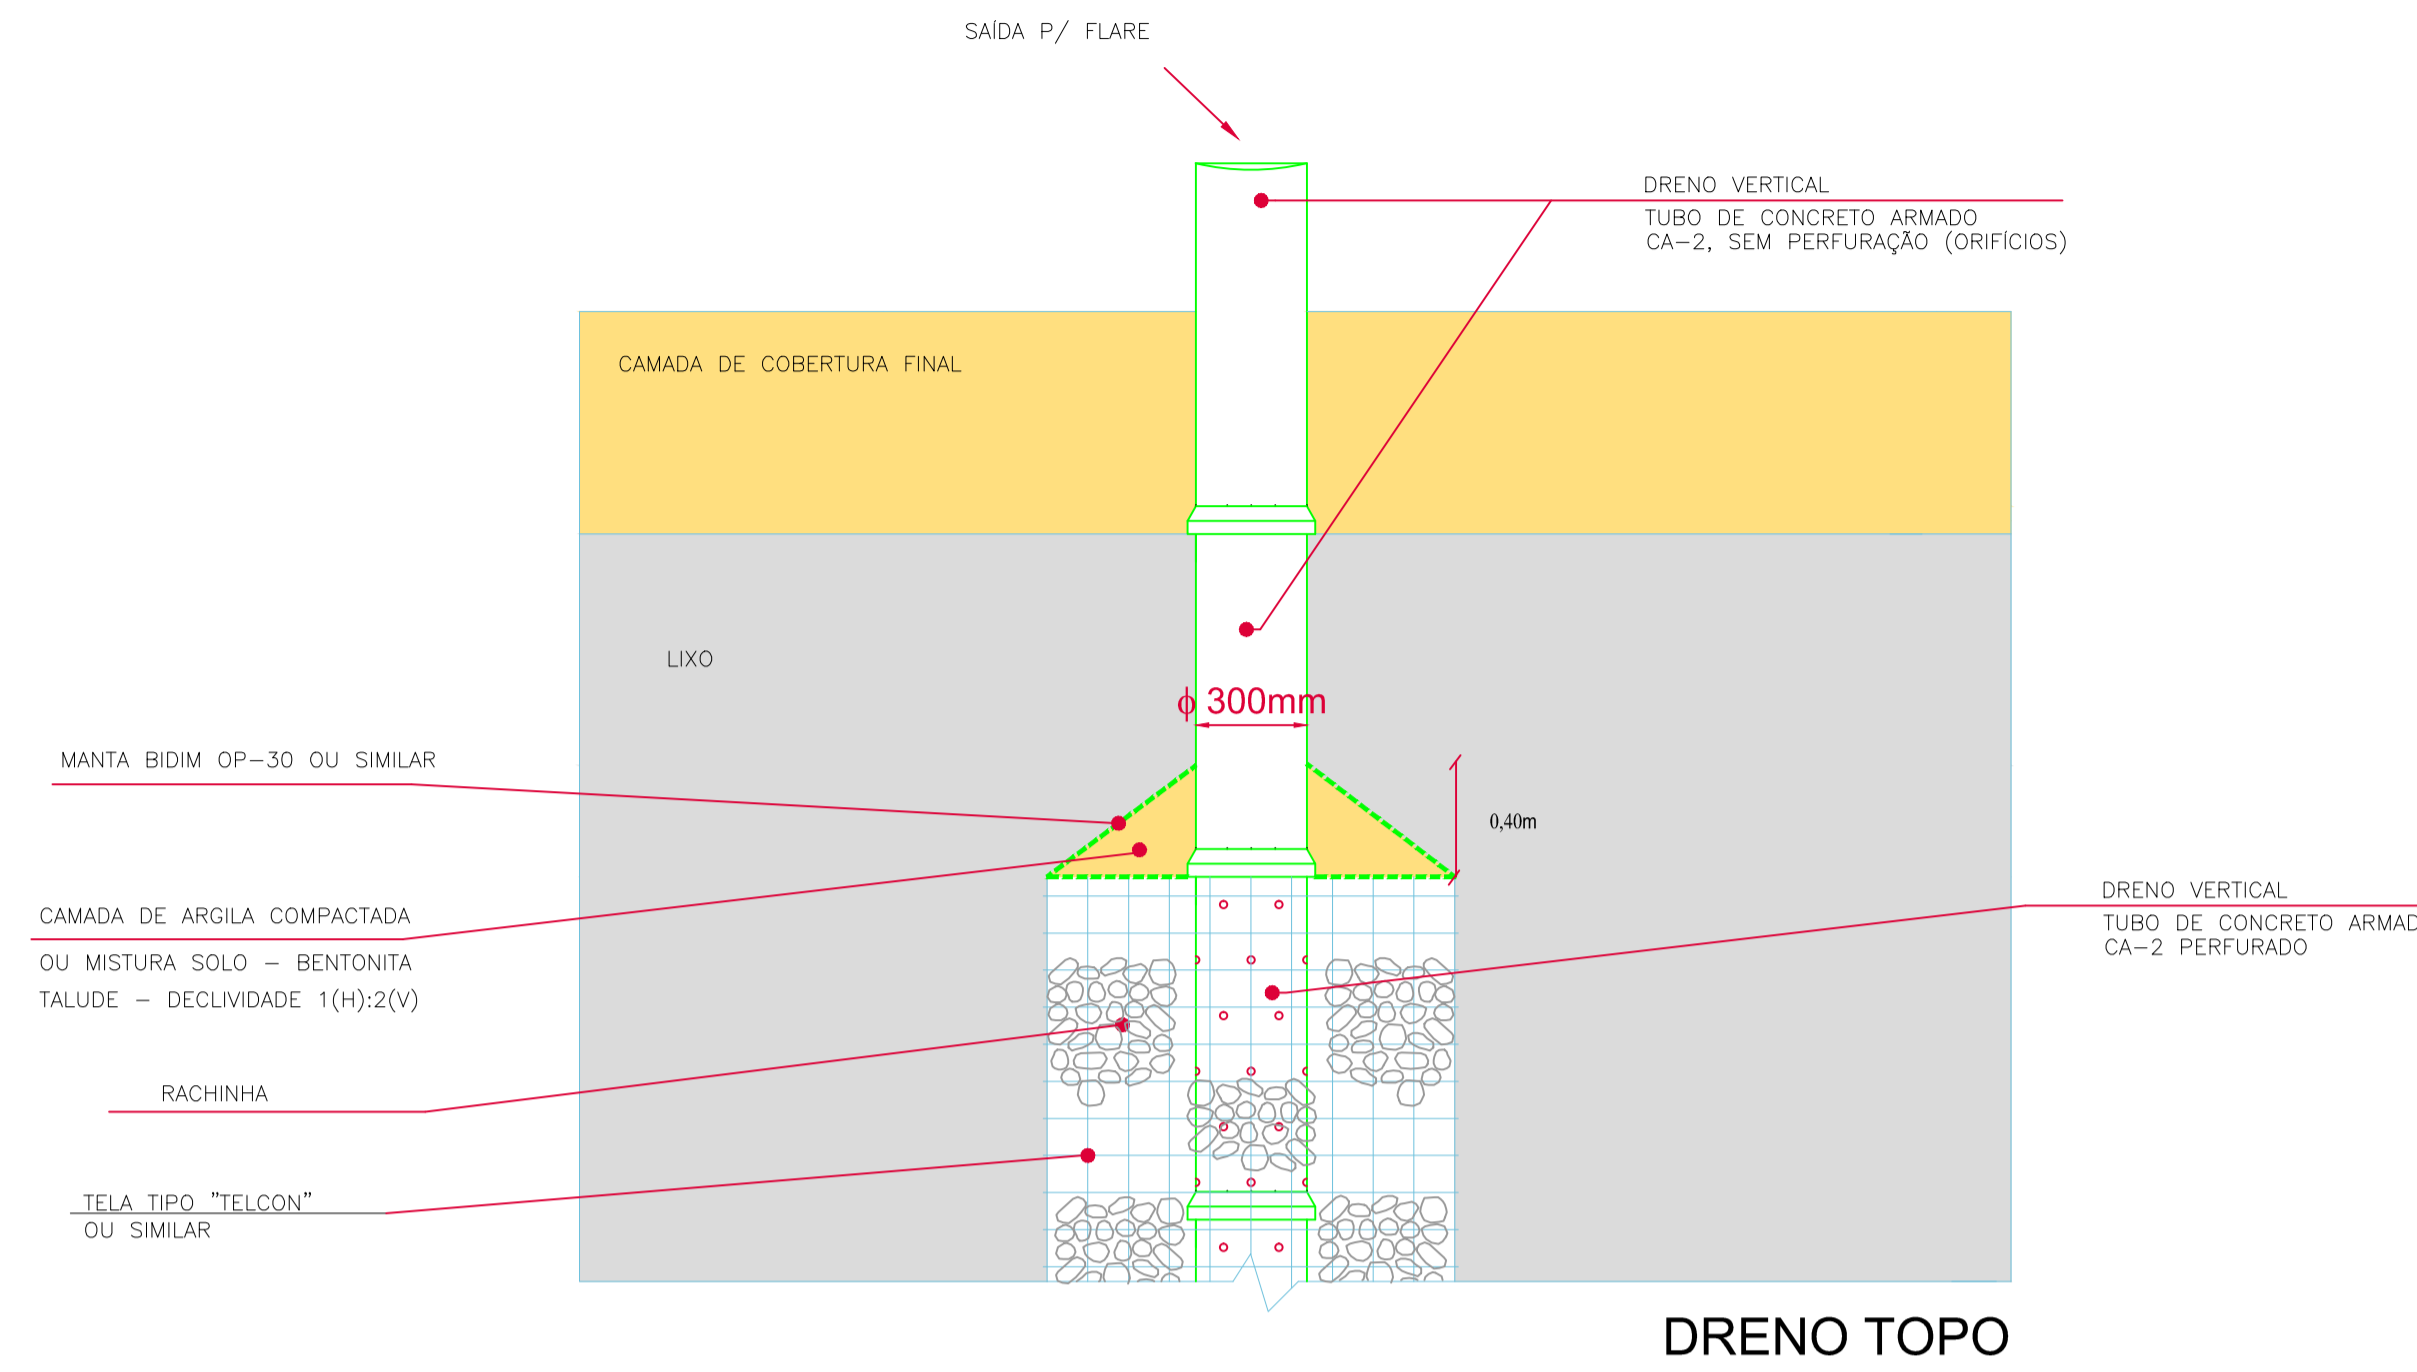 SAÍDA P/ FLARE
DRENO VERTICAL
TUBO DE CONCRETO ARMADO
CA-2, SEM PERFURAÇÃO (ORIFÍCIOS)
CAMADA DE COBERTURA FINAL
LIXO
ϕ 300mm
MANTA BIDIM OP-30 OU SIMILAR
0,40m
CAMADA DE ARGILA COMPACTADA
OU MISTURA SOLO - BENTONITA
TALUDE - DECLIVIDADE 1(H):2(V)
DRENO VERTICAL
TUBO DE CONCRETO ARMAD
CA-2 PERFURADO
RACHINHA
TELA TIPO "TELCON"
OU SIMILAR
DRENO TOPO